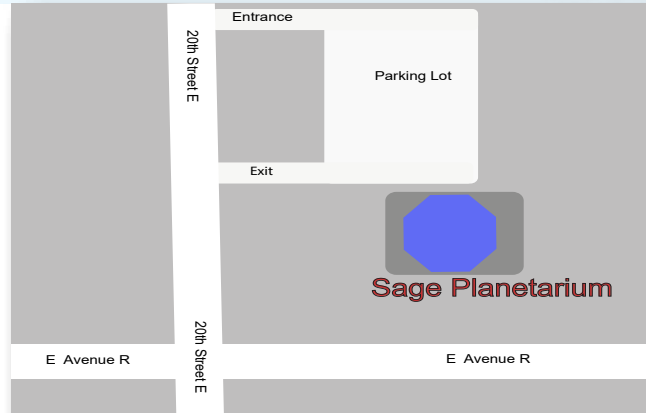 Entrance
20th Street E
Parking Lot
Exit
Sage Planetarium
20th Street E
E Avenue R
E Avenue R